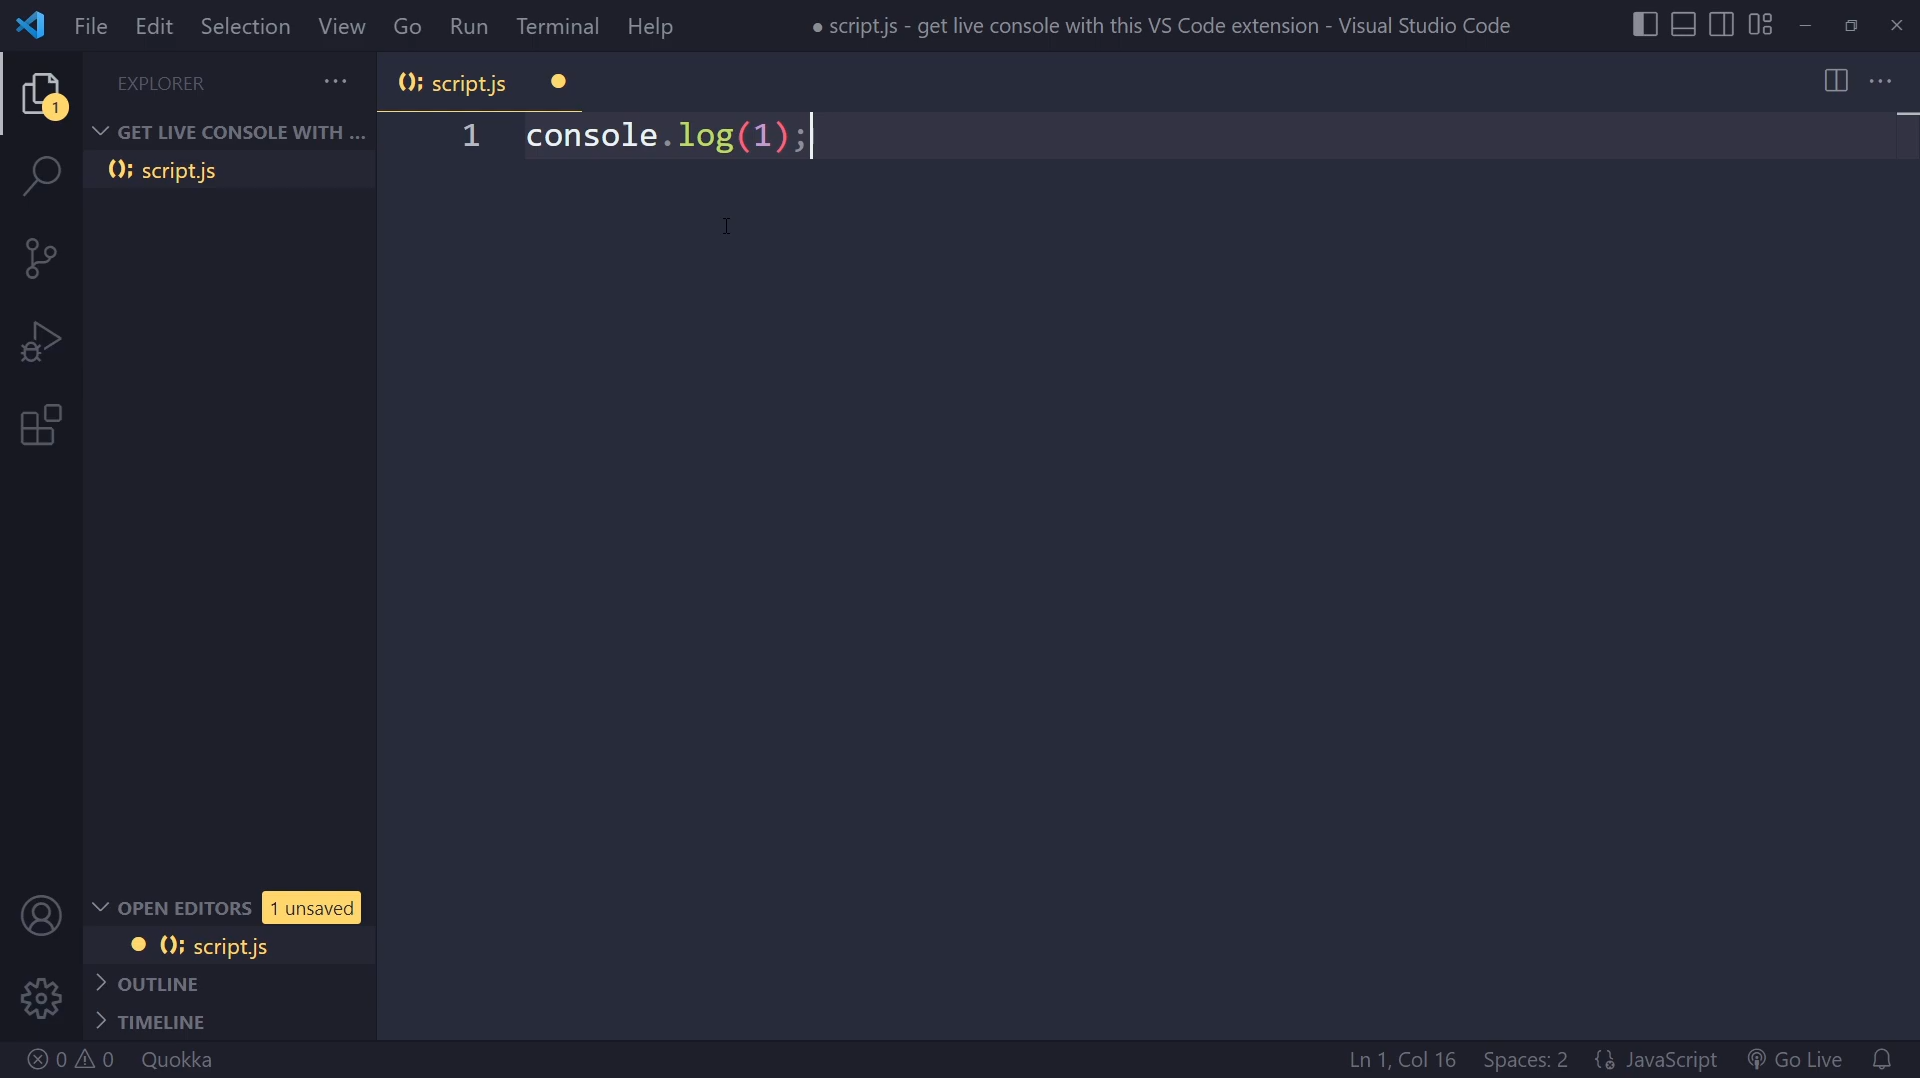 File Edit Selection View Go Run Terminal Help ● script.js - get live console with this VS Code extension - Visual Studio Code
EXPLORER ···
(); script.js ●
1
GET LIVE CONSOLE WITH ...
1 console.log(1);
(); script.js
OPEN EDITORS 1 unsaved
● (); script.js
OUTLINE
TIMELINE
0 0 Quokka Ln 1, Col 16 Spaces: 2 {} JavaScript Go Live